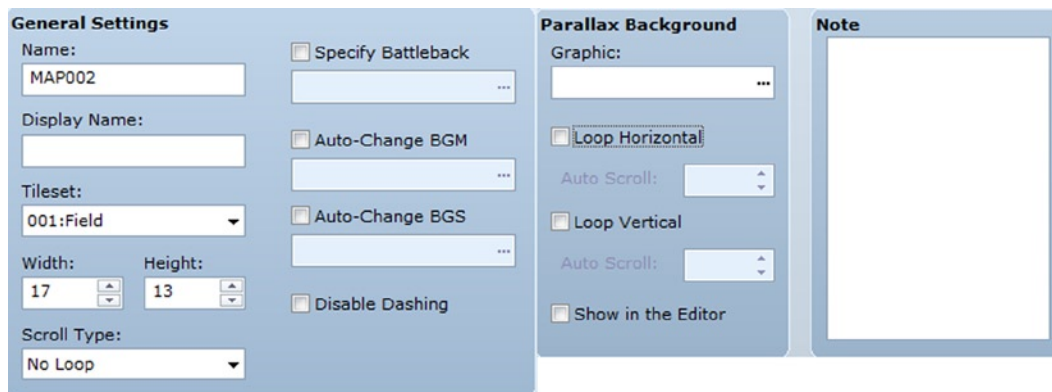 General Settings
Name:
MAP002
Display Name:
Tileset:
001:Field
Width:
Height:
17
13
Scroll Type:
No Loop
Specify Battleback
...
Auto-Change BGM
...
Auto-Change BGS
...
Disable Dashing
Parallax Background
Graphic:
...
Loop Horizontal
Auto Scroll:
Loop Vertical
Auto Scroll:
Show in the Editor
Note